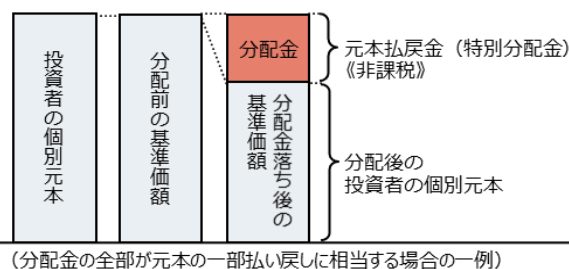 投資者の個別元本
分配前の基準価額
分配金
分配金落ち後の
基準価額
元本払戻金（特別分配金）
《非課税》
分配後の
投資者の個別元本
（分配金の全部が元本の一部払い戻しに相当する場合の一例）